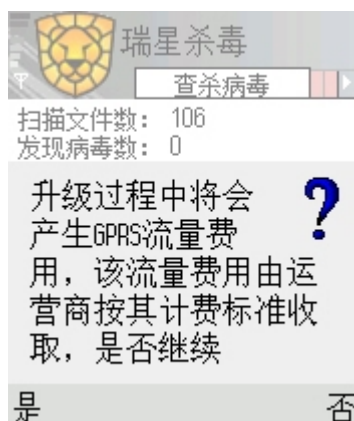 瑞星杀毒
查杀病毒
扫描文件数： 106
发现病毒数： 0
升级过程中将会
产生GPRS流量费
用，该流量费用由运
营商按其计费标准收
取，是否继续
是 否